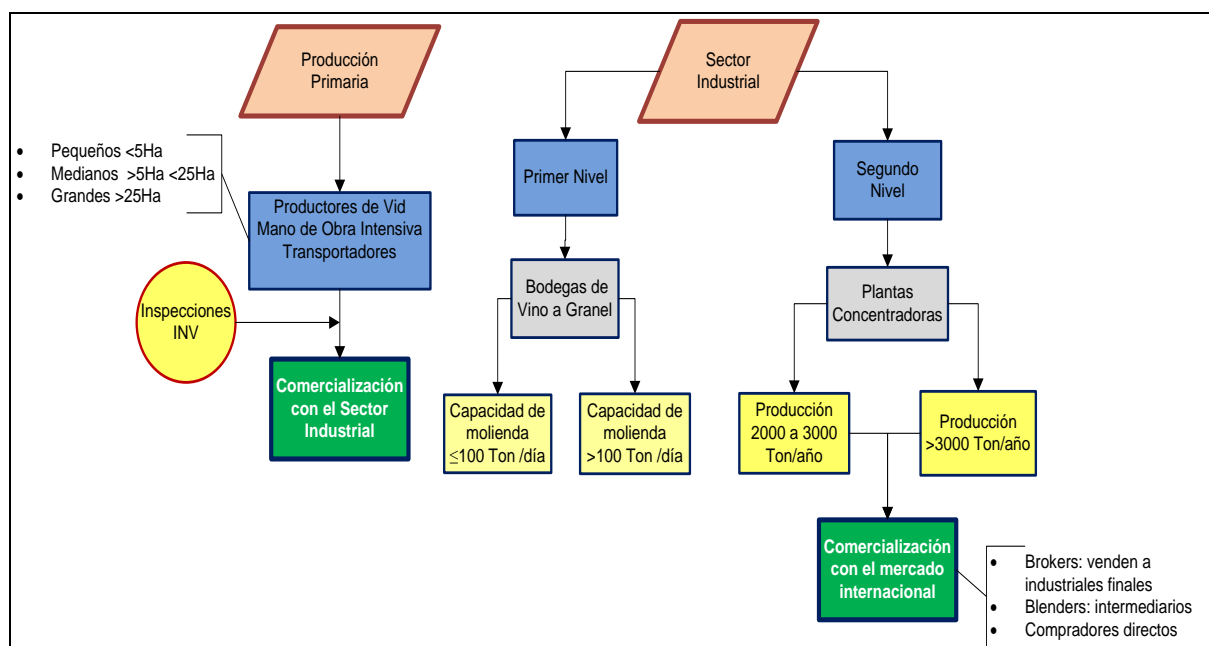 Producción
Primaria
Sector
Industrial
• Pequeños <5Ha
• Medianos >5Ha <25Ha
• Grandes >25Ha
Productores de Vid
Mano de Obra Intensiva
Transportadores
Inspecciones
INV
Comercialización
con el Sector
Industrial
Primer Nivel
Segundo
Nivel
Bodegas de
Vino a Granel
Plantas
Concentradoras
Capacidad de
molienda
≤100 Ton /día
Capacidad de
molienda
>100 Ton /día
Producción
2000 a 3000
Ton/año
Producción
>3000 Ton/año
Comercialización
con el mercado
internacional
• Brokers: venden a
industriales finales
• Blenders: intermediarios
• Compradores directos